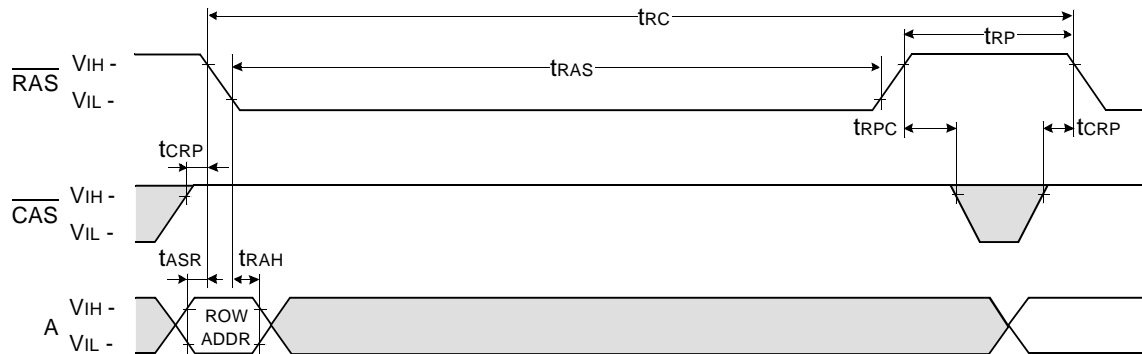 tRC
tRP
RAS VIH -
VIL -
tRAS
tRPC
tCRP
tCRP
CAS VIH -
VIL -
tASR
tRAH
A VIH -
VIL -
ROW
ADDR